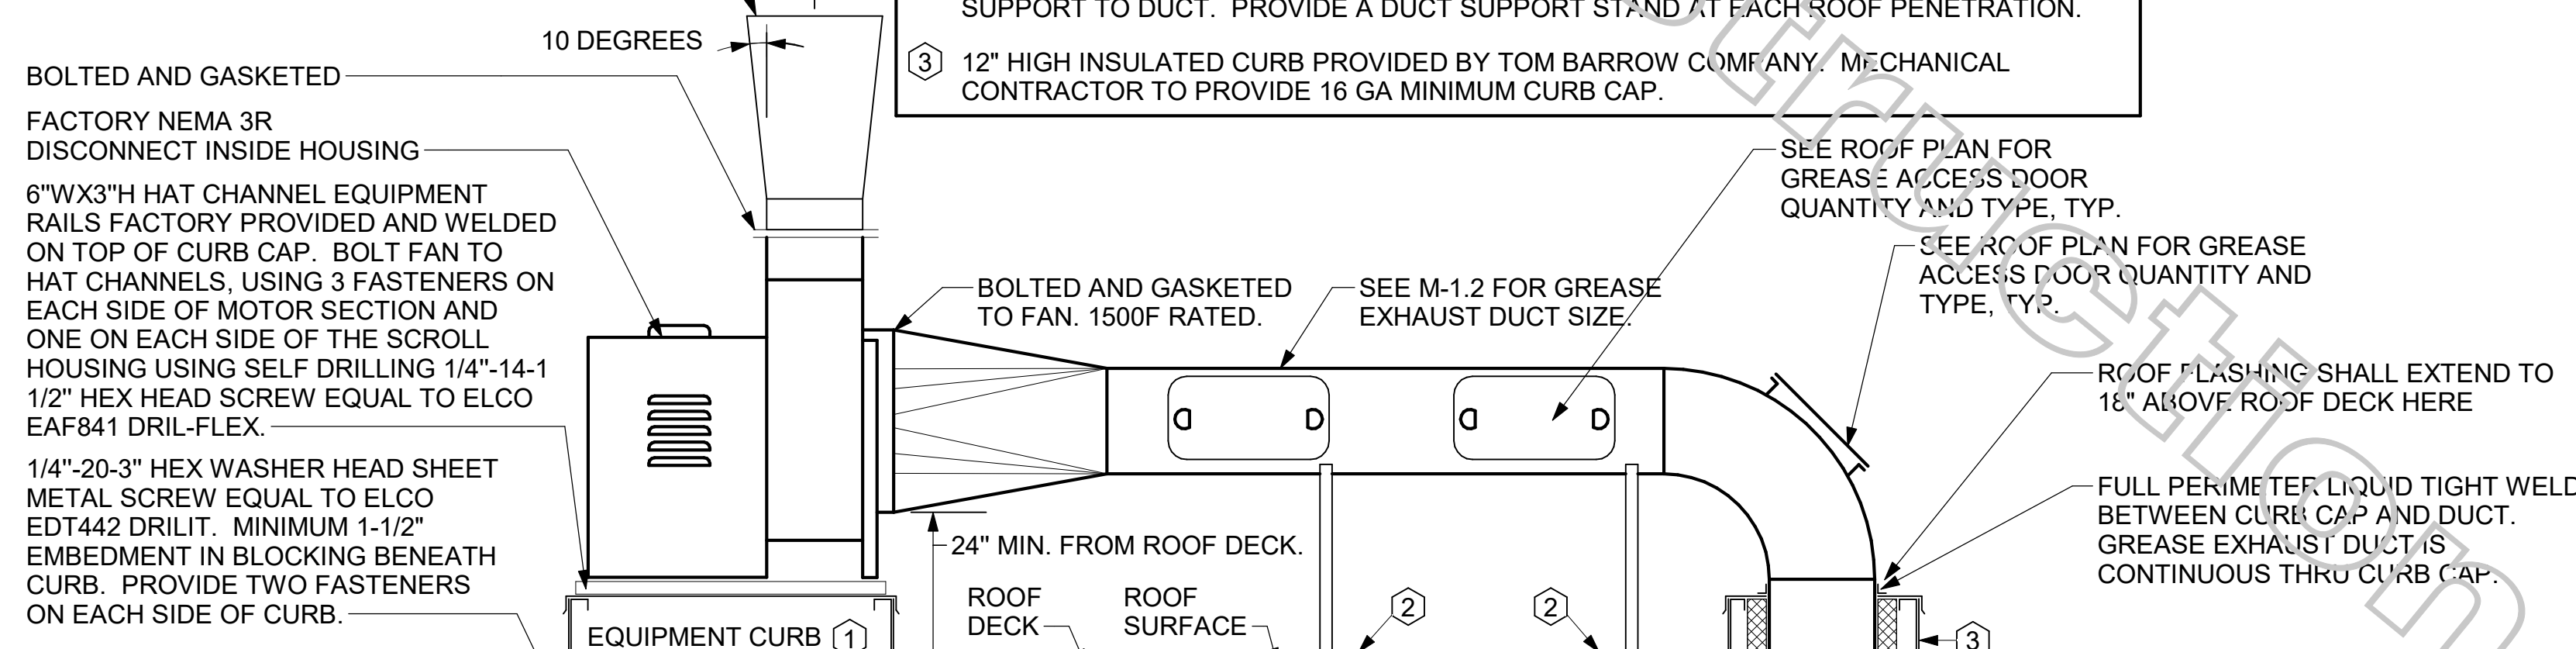 SUPPORT TO DUCT. PROVIDE A DUCT SUPPORT STAND AT EACH ROOF PENETRATION.
3 12" HIGH INSULATED CURB PROVIDED BY TOM BARROW COMPANY. MECHANICAL
CONTRACTOR TO PROVIDE 16 GA MINIMUM CURB CAP.
10 DEGREES
BOLTED AND GASKETED
FACTORY NEMA 3R
DISCONNECT INSIDE HOUSING
6"WX3"H HAT CHANNEL EQUIPMENT
RAILS FACTORY PROVIDED AND WELDED
ON TOP OF CURB CAP. BOLT FAN TO
HAT CHANNELS, USING 3 FASTENERS ON
EACH SIDE OF MOTOR SECTION AND
ONE ON EACH SIDE OF THE SCROLL
HOUSING USING SELF DRILLING 1/4"-14-1
1/2" HEX HEAD SCREW EQUAL TO ELCO
EAF841 DRIL-FLEX.
1/4"-20-3" HEX WASHER HEAD SHEET
METAL SCREW EQUAL TO ELCO
EDT442 DRILIT. MINIMUM 1-1/2"
EMBEDMENT IN BLOCKING BENEATH
CURB. PROVIDE TWO FASTENERS
ON EACH SIDE OF CURB.
EQUIPMENT CURB 1
BOLTED AND GASKETED
TO FAN. 1500F RATED.
SEE M-1.2 FOR GREASE
EXHAUST DUCT SIZE.
SEE ROOF PLAN FOR
GREASE ACCESS DOOR
QUANTITY AND TYPE, TYP.
SEE ROOF PLAN FOR GREASE
ACCESS DOOR QUANTITY AND
TYPE, TYP.
ROOF FLASHING SHALL EXTEND TO
18" ABOVE ROOF DECK HERE
FULL PERIMETER LIQUID TIGHT WELD
BETWEEN CURB CAP AND DUCT.
GREASE EXHAUST DUCT IS
CONTINUOUS THRU CURB CAP.
24" MIN. FROM ROOF DECK.
ROOF
DECK
ROOF
SURFACE
2
2
3
truction